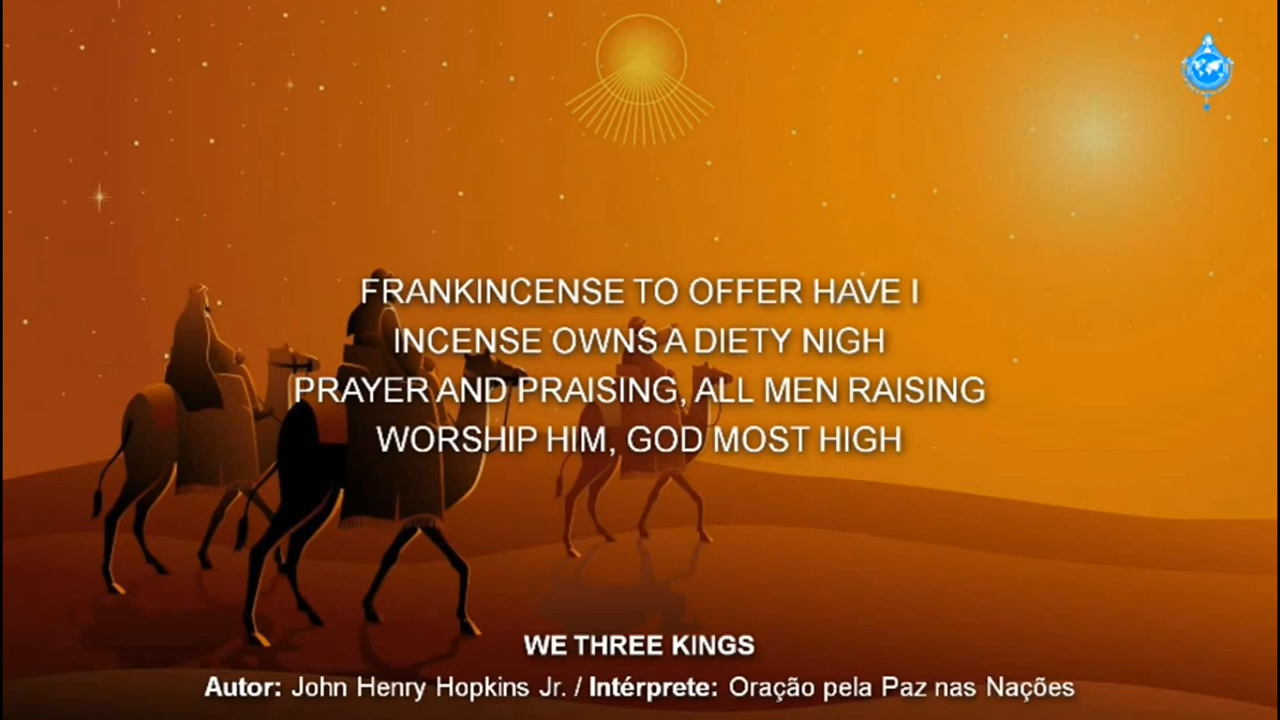 FRANKINCENSE TO OFFER HAVE I
INCENSE OWNS A DIETY NIGH
PRAYER AND PRAISING, ALL MEN RAISING
WORSHIP HIM, GOD MOST HIGH
WE THREE KINGS
Autor: John Henry Hopkins Jr. / Intérprete: Oração pela Paz nas Nações